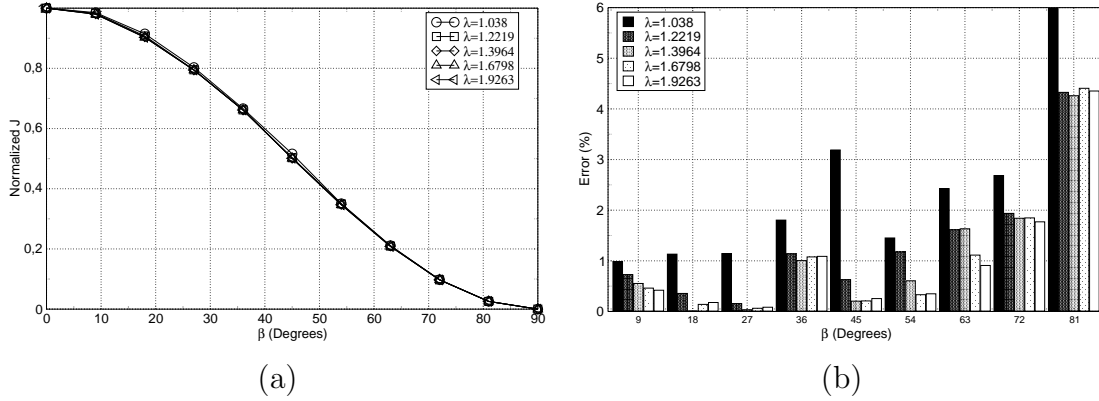 λ=1.038
λ=1.2219
λ=1.3964
λ=1.6798
λ=1.9263
Normalized J
1
0,8
0,6
0,4
0,2
0
0 10 20 30 40 50 60 70 80 90
β (Degrees)
(a)
λ=1.038
λ=1.2219
λ=1.3964
λ=1.6798
λ=1.9263
Error (%)
6
5
4
3
2
1
0
9 18 27 36 45 54 63 72 81
β (Degrees)
(b)